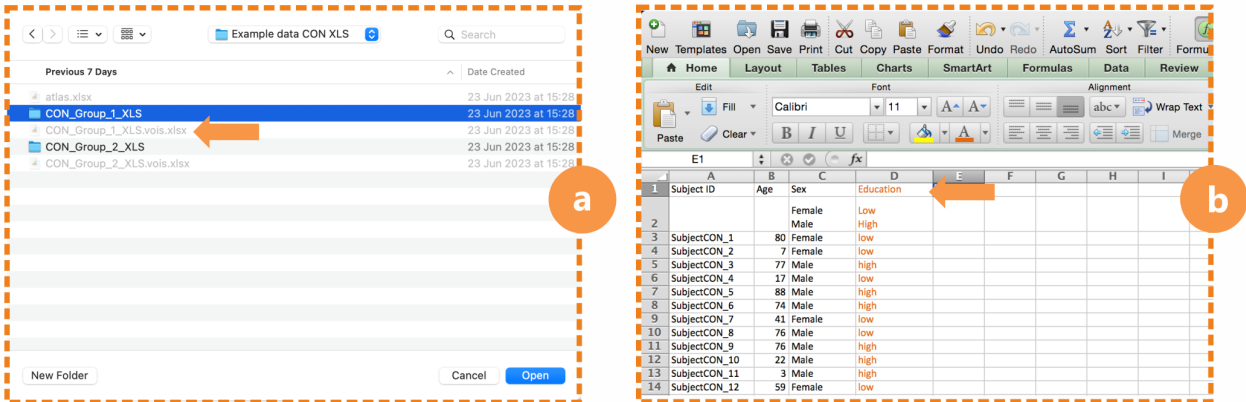 Example data CON XLS
Search
Previous 7 Days
Date Created
atlas.xlsx 23 Jun 2023 at 15:28
CON_Group_1_XLS 23 Jun 2023 at 15:28
CON_Group_1_XLS.vois.xlsx 23 Jun 2023 at 15:28
CON_Group_2_XLS 23 Jun 2023 at 15:28
CON_Group_2_XLS.vois.xlsx 23 Jun 2023 at 15:28
New Folder
Cancel
Open
a
New Templates Open Save Print Cut Copy Paste Format Undo Redo AutoSum Sort Filter Formu
Home Layout Tables Charts SmartArt Formulas Data Review
Edit Font Alignment
Fill Calibri 11 A A abc Wrap Text
Paste Clear B I U A Merge
E1 fx
A B C D E F G H I
1 Subject ID Age Sex Education
Female Low
2 Male High
3 SubjectCON_1 80 Female low
4 SubjectCON_2 7 Female low
5 SubjectCON_3 77 Male high
6 SubjectCON_4 17 Male low
7 SubjectCON_5 88 Male high
8 SubjectCON_6 74 Male high
9 SubjectCON_7 41 Female low
10 SubjectCON_8 76 Male low
11 SubjectCON_9 76 Male high
12 SubjectCON_10 22 Male high
13 SubjectCON_11 3 Male high
14 SubjectCON_12 59 Female low
b